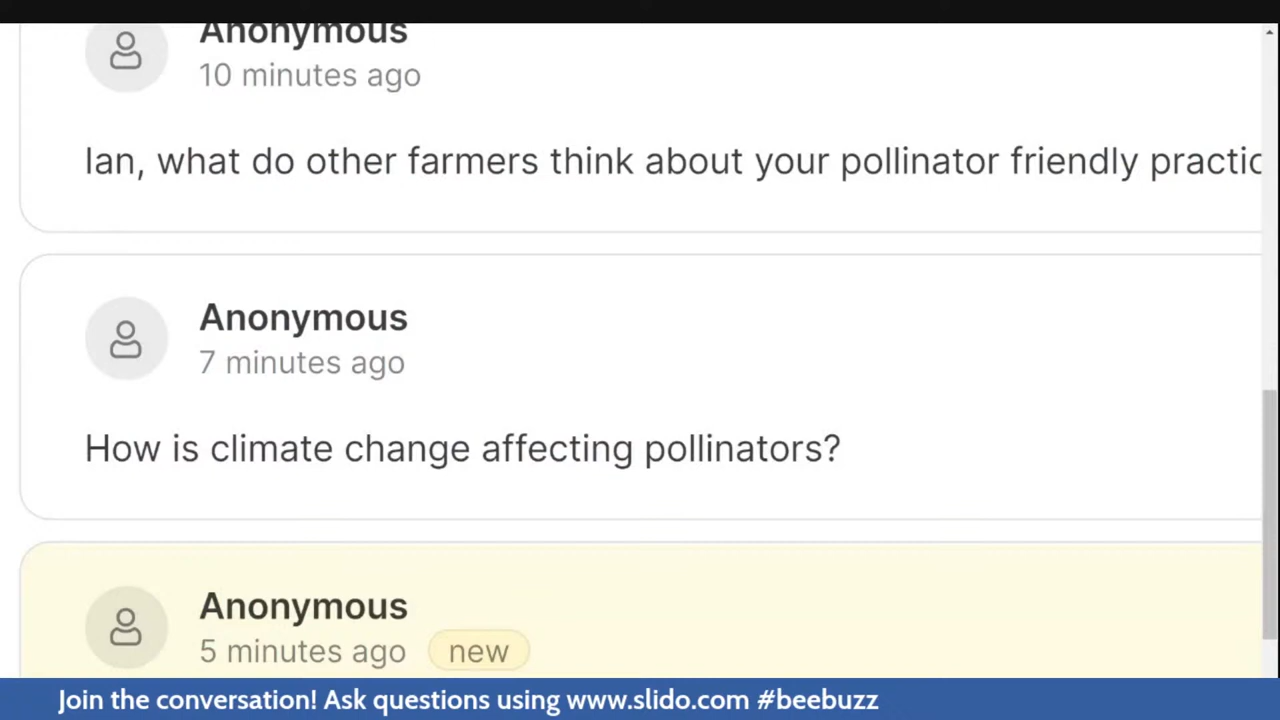 Anonymous
10 minutes ago
Ian, what do other farmers think about your pollinator friendly practic
Anonymous
7 minutes ago
How is climate change affecting pollinators?
Anonymous
5 minutes ago new
Join the conversation! Ask questions using www.slido.com #beebuzz